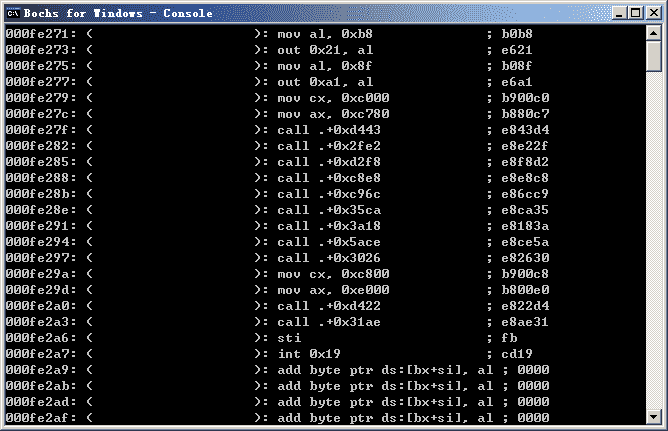 Bochs for Windows - Console
000fe271: (                    ): mov al, 0xb8              ; b0b8
000fe273: (                    ): out 0x21, al              ; e621
000fe275: (                    ): mov al, 0x8f              ; b08f
000fe277: (                    ): out 0xa1, al              ; e6a1
000fe279: (                    ): mov cx, 0xc000            ; b900c0
000fe27c: (                    ): mov ax, 0xc780            ; b880c7
000fe27f: (                    ): call .+0xd443             ; e843d4
000fe282: (                    ): call .+0x2fe2             ; e8e22f
000fe285: (                    ): call .+0xd2f8             ; e8f8d2
000fe288: (                    ): call .+0xc8e8             ; e8e8c8
000fe28b: (                    ): call .+0xc96c             ; e86cc9
000fe28e: (                    ): call .+0x35ca             ; e8ca35
000fe291: (                    ): call .+0x3a18             ; e8183a
000fe294: (                    ): call .+0x5ace             ; e8ce5a
000fe297: (                    ): call .+0x3026             ; e82630
000fe29a: (                    ): mov cx, 0xc800            ; b900c8
000fe29d: (                    ): mov ax, 0xe000            ; b800e0
000fe2a0: (                    ): call .+0xd422             ; e822d4
000fe2a3: (                    ): call .+0x31ae             ; e8ae31
000fe2a6: (                    ): sti                       ; fb
000fe2a7: (                    ): int 0x19                  ; cd19
000fe2a9: (                    ): add byte ptr ds:[bx+si], al ; 0000
000fe2ab: (                    ): add byte ptr ds:[bx+si], al ; 0000
000fe2ad: (                    ): add byte ptr ds:[bx+si], al ; 0000
000fe2af: (                    ): add byte ptr ds:[bx+si], al ; 0000